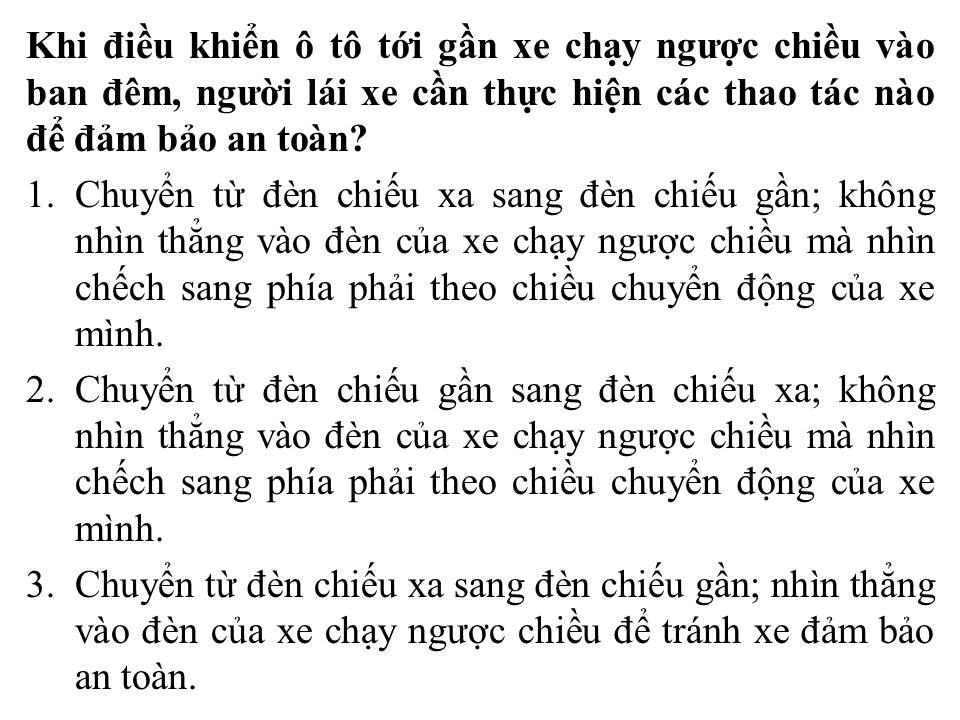 Khi điều khiển ô tô tới gần xe chạy ngược chiều vào
ban đêm, người lái xe cần thực hiện các thao tác nào
để đảm bảo an toàn?
1. Chuyển từ đèn chiếu xa sang đèn chiếu gần; không
nhìn thẳng vào đèn của xe chạy ngược chiều mà nhìn
chếch sang phía phải theo chiều chuyển động của xe
mình.
2. Chuyển từ đèn chiếu gần sang đèn chiếu xa; không
nhìn thẳng vào đèn của xe chạy ngược chiều mà nhìn
chếch sang phía phải theo chiều chuyển động của xe
mình.
3. Chuyển từ đèn chiếu xa sang đèn chiếu gần; nhìn thẳng
vào đèn của xe chạy ngược chiều để tránh xe đảm bảo
an toàn.